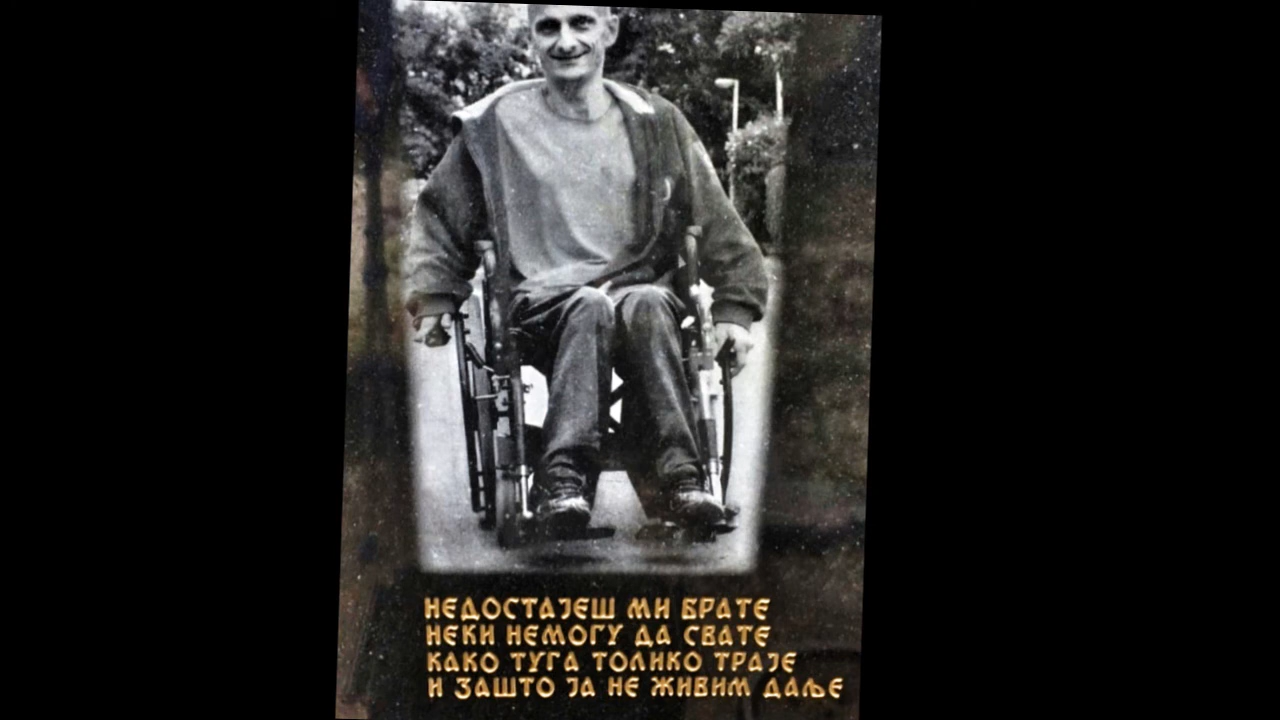 НЕДОСТАЈЕШ МИ БРАТЕ
НЕКИ НЕМОГУ ДА СВАТЕ
КАКО ТУГА ТОЛИКО ТРАЈЕ
И ЗАШТО ЈА НЕ ЖИВИМ ДАЉЕ